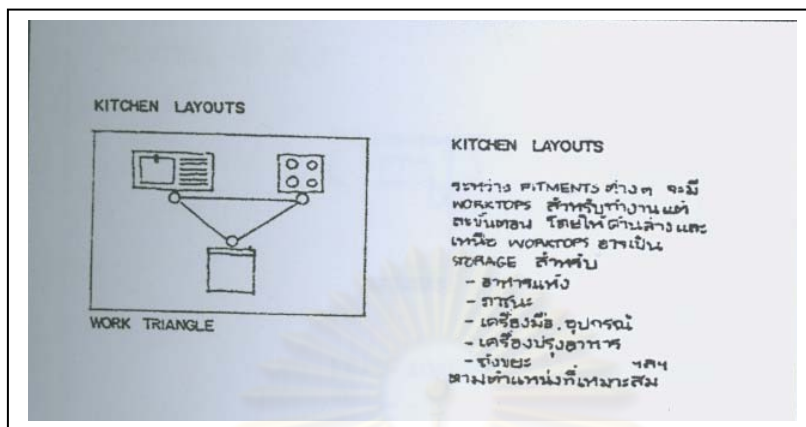 KITCHEN LAYOUTS
WORK TRIANGLE
KITCHEN LAYOUTS
ระหว่าง FITMENTS ต่างๆ จะมี
WORKTOPS สำหรับทำงานแต่
ละขั้นตอน โดยให้ด้านล่างและ
เหนือ WORKTOPS อาจเป็น
STORAGE สำหรับ
- อาหารแห้ง
- ภาชนะ
- เครื่องมือ, อุปกรณ์
- เครื่องปรุงอาหาร
- ถังขยะ ฯลฯ
ตามตำแหน่งที่เหมาะสม